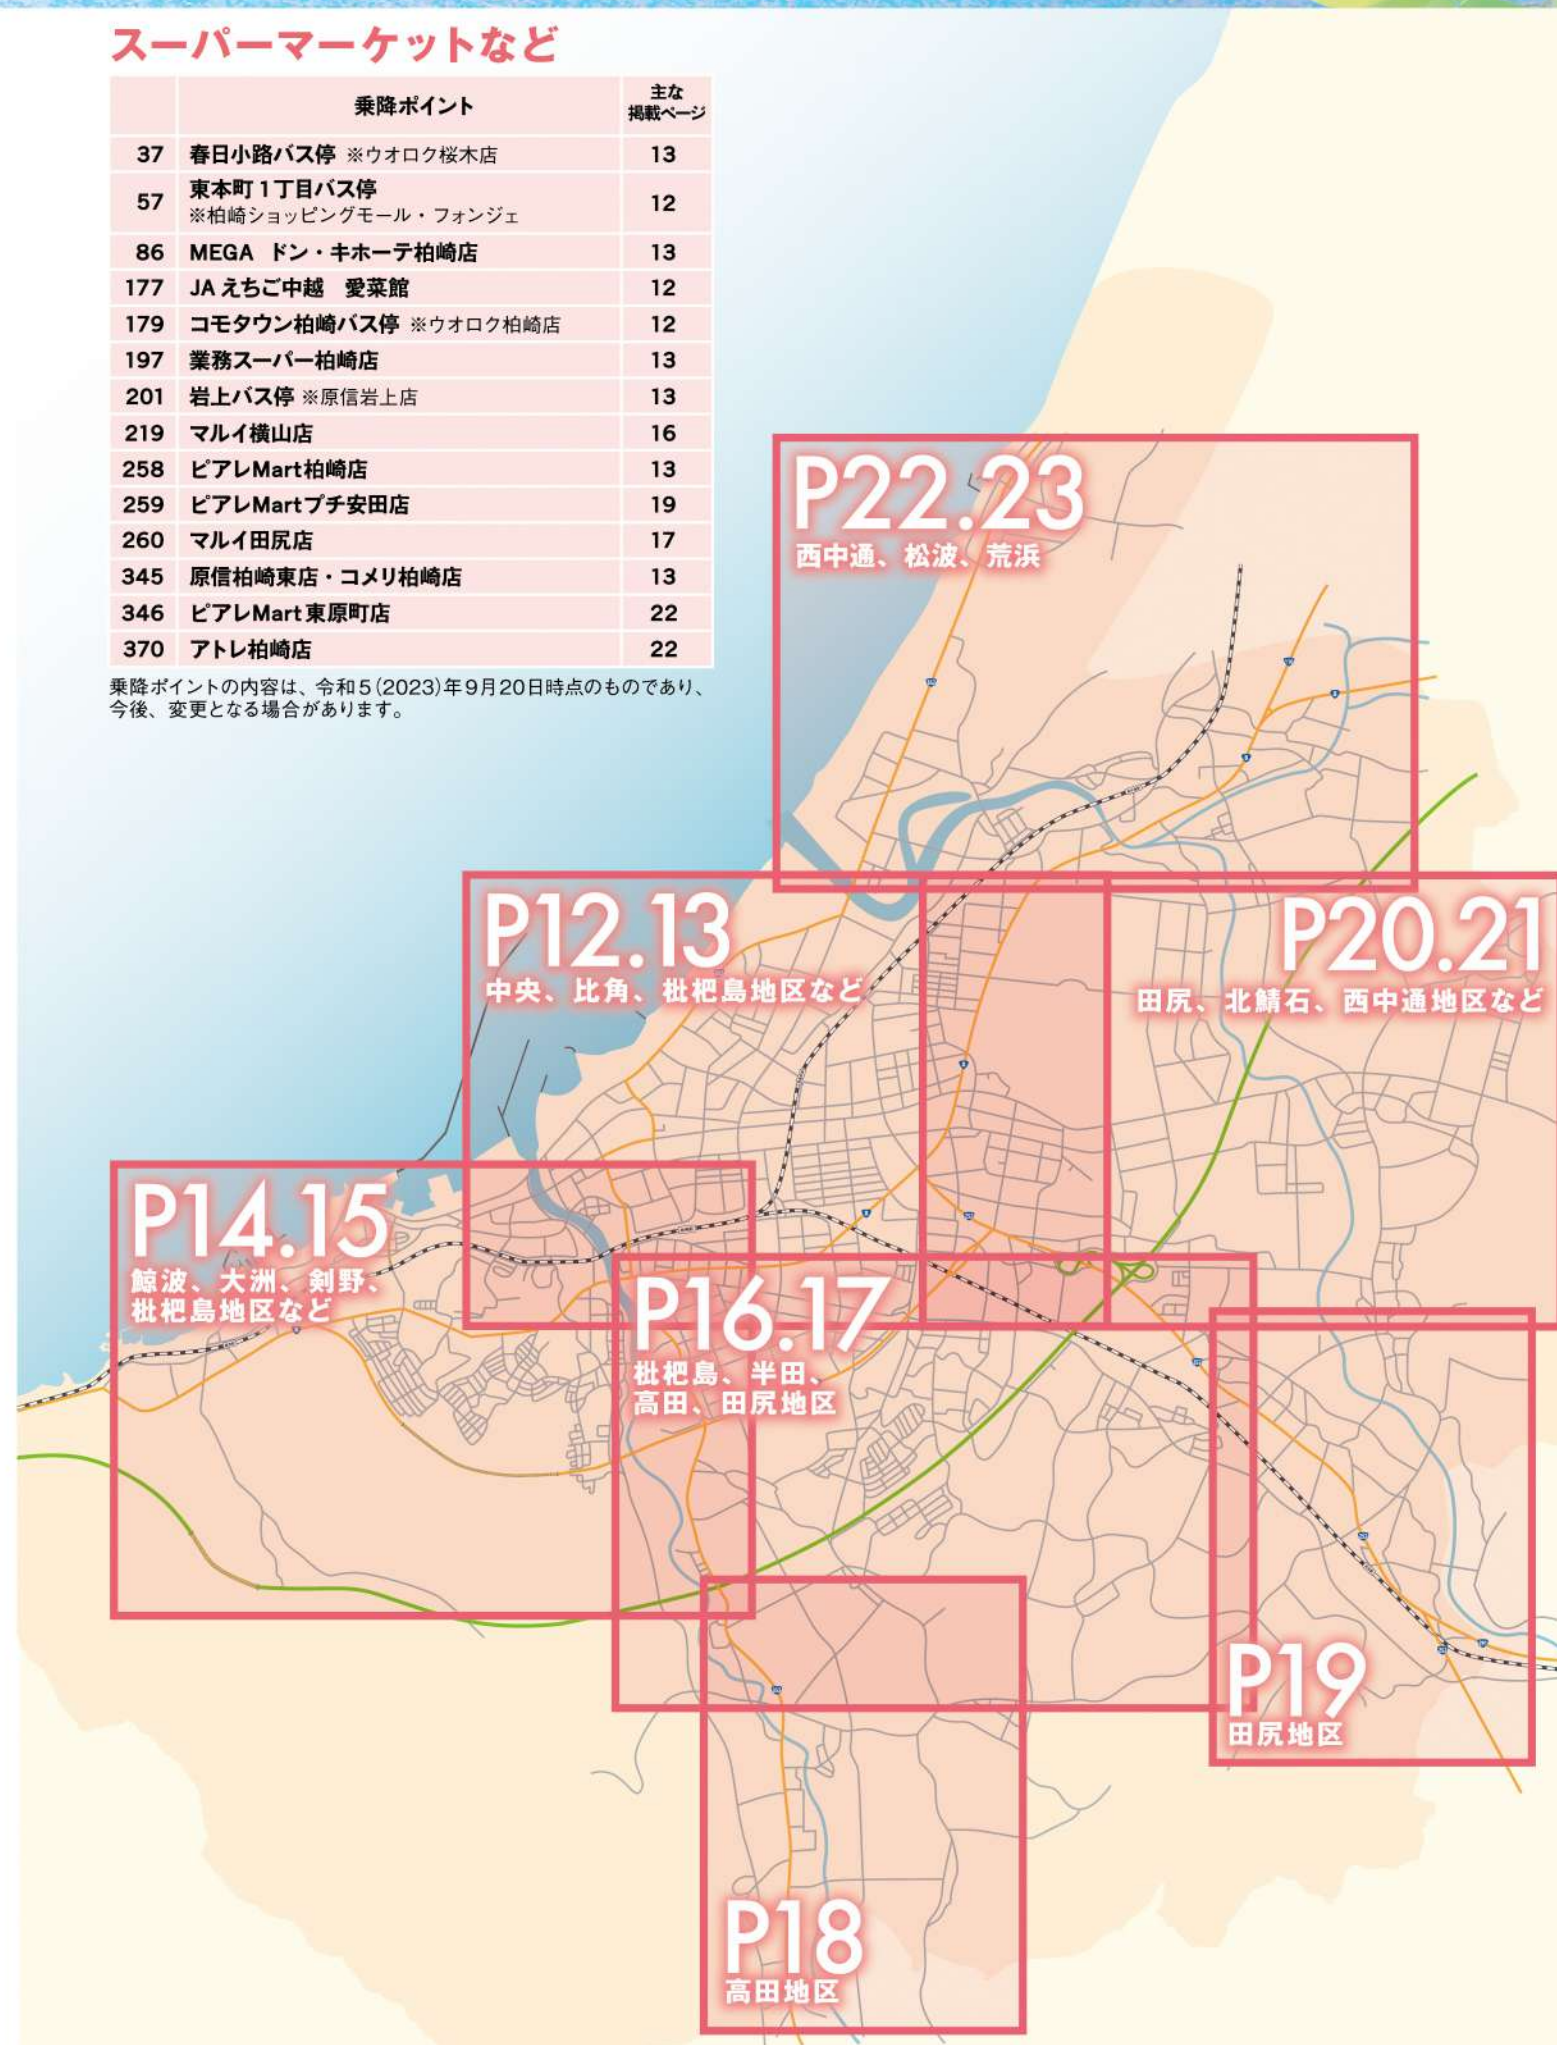 スーパーマーケットなど
乗降ポイント 主な掲載ページ
37 春日小路バス停 ※ウオロク桜木店 13
57 東本町1丁目バス停 ※柏崎ショッピングモール・フォンジェ 12
86 MEGA ドン・キホーテ柏崎店 13
177 JAえちご中越 愛菜館 12
179 コモタウン柏崎バス停 ※ウオロク柏崎店 12
197 業務スーパー柏崎店 13
201 岩上バス停 ※原信岩上店 13
219 マルイ横山店 16
258 ピアレMart柏崎店 13
259 ピアレMartプチ安田店 19
260 マルイ田尻店 17
345 原信柏崎東店・コメリ柏崎店 13
346 ピアレMart東原町店 22
370 アトレ柏崎店 22
乗降ポイントの内容は、令和5(2023)年9月20日時点のものであり、
今後、変更となる場合があります。
P22.23
西中通、松波、荒浜
P12.13
中央、比角、枇杷島地区など
P20.21
田尻、北鯖石、西中通地区など
P14.15
鯨波、大洲、剣野、
枇杷島地区など
P16.17
枇杷島、半田、
高田、田尻地区
P19
田尻地区
P18
高田地区